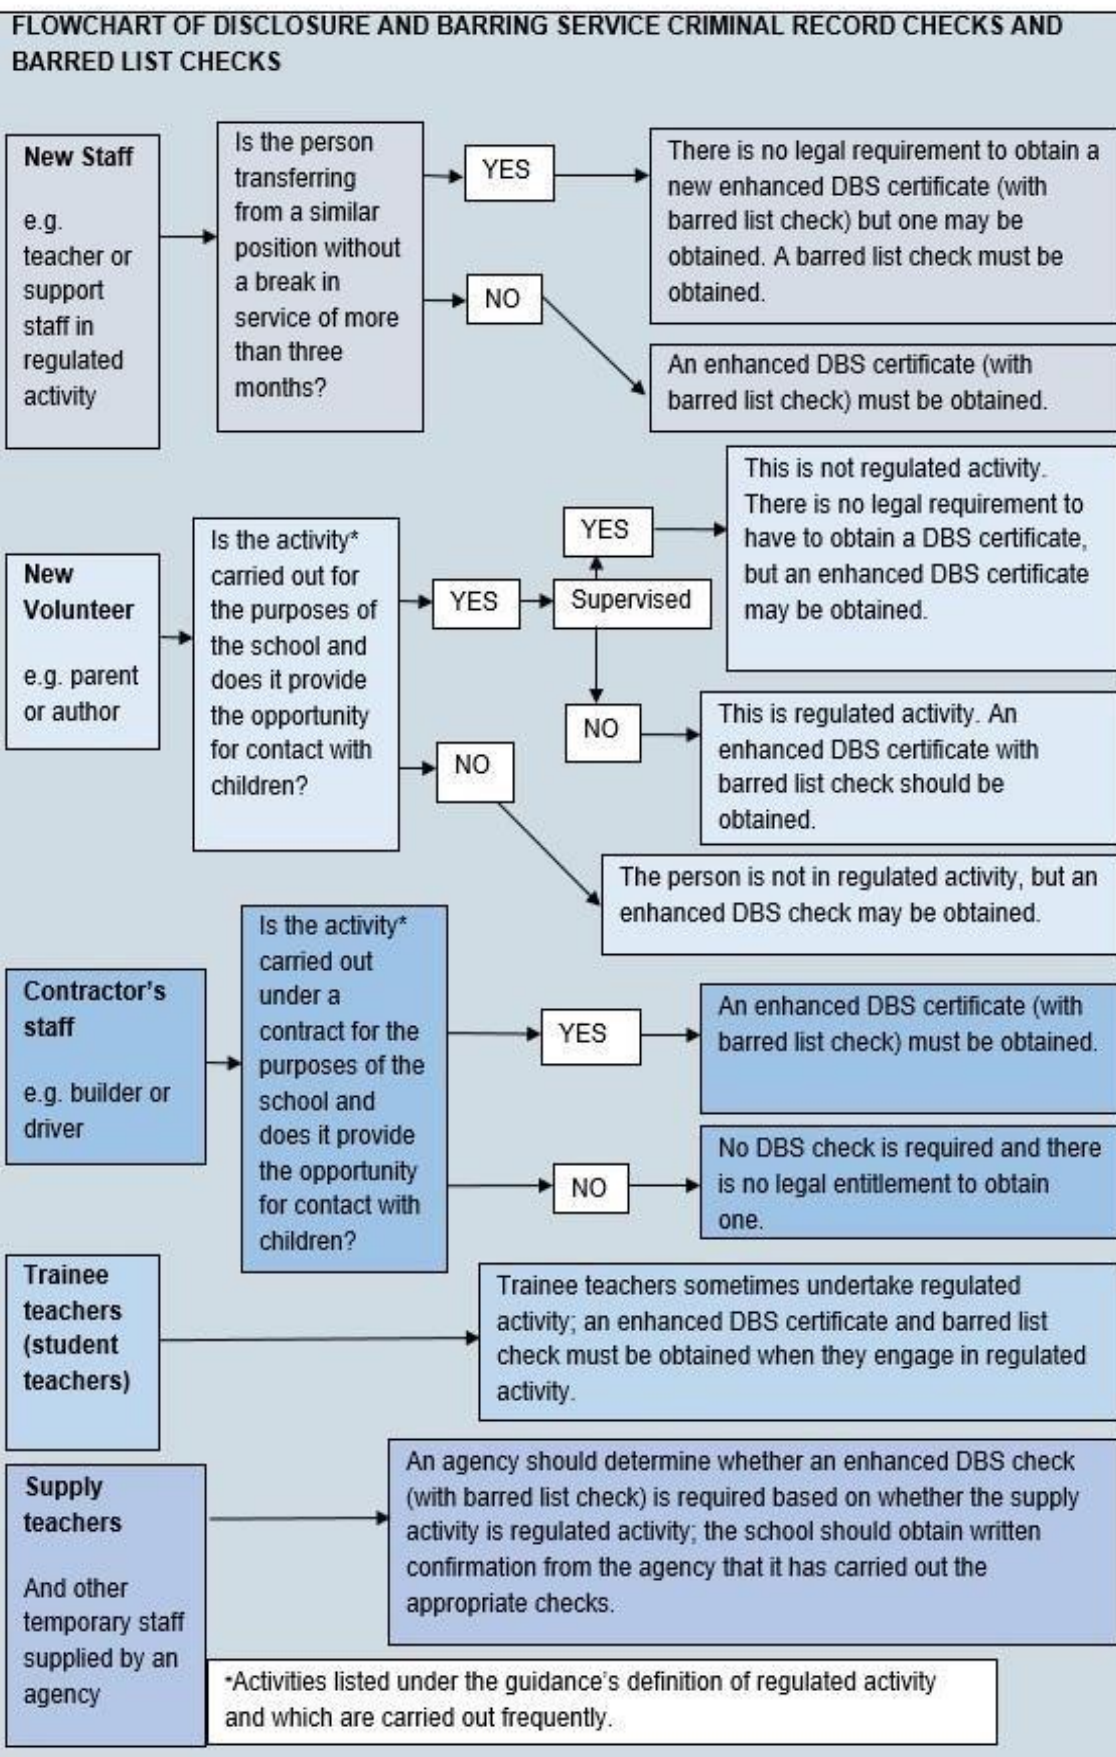 FLOWCHART OF DISCLOSURE AND BARRING SERVICE CRIMINAL RECORD CHECKS AND
BARRED LIST CHECKS
New Staff
e.g.
teacher or
support
staff in
regulated
activity
Is the person
transferring
from a similar
position without
a break in
service of more
than three
months?
YES
There is no legal requirement to obtain a
new enhanced DBS certificate (with
barred list check) but one may be
obtained. A barred list check must be
obtained.
NO
An enhanced DBS certificate (with
barred list check) must be obtained.
New
Volunteer
e.g. parent
or author
Is the activity*
carried out for
the purposes of
the school and
does it provide
the opportunity
for contact with
children?
YES
Supervised
YES
This is not regulated activity.
There is no legal requirement to
have to obtain a DBS certificate,
but an enhanced DBS certificate
may be obtained.
NO
This is regulated activity. An
enhanced DBS certificate with
barred list check should be
obtained.
NO
The person is not in regulated activity, but an
enhanced DBS check may be obtained.
Contractor's
staff
e.g. builder or
driver
Is the activity*
carried out
under a
contract for the
purposes of the
school and
does it provide
the opportunity
for contact with
children?
YES
An enhanced DBS certificate (with
barred list check) must be obtained.
NO
No DBS check is required and there
is no legal entitlement to obtain
one.
Trainee
teachers
(student
teachers)
Trainee teachers sometimes undertake regulated
activity; an enhanced DBS certificate and barred list
check must be obtained when they engage in regulated
activity.
Supply
teachers
And other
temporary staff
supplied by an
agency
An agency should determine whether an enhanced DBS check
(with barred list check) is required based on whether the supply
activity is regulated activity; the school should obtain written
confirmation from the agency that it has carried out the
appropriate checks.
*Activities listed under the guidance's definition of regulated activity
and which are carried out frequently.